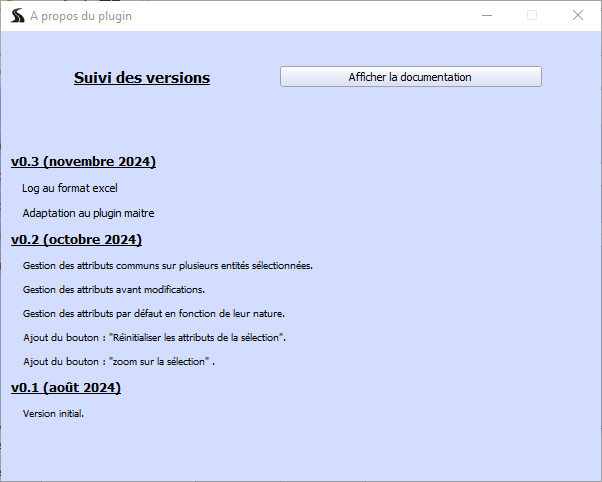 A propos du plugin
Suivi des versions
Afficher la documentation
v0.3 (novembre 2024)
Log au format excel
Adaptation au plugin maitre
v0.2 (octobre 2024)
Gestion des attributs communs sur plusieurs entités sélectionnées.
Gestion des attributs avant modifications.
Gestion des attributs par défaut en fonction de leur nature.
Ajout du bouton : "Réinitialiser les attributs de la sélection".
Ajout du bouton : "zoom sur la sélection" .
v0.1 (août 2024)
Version initial.